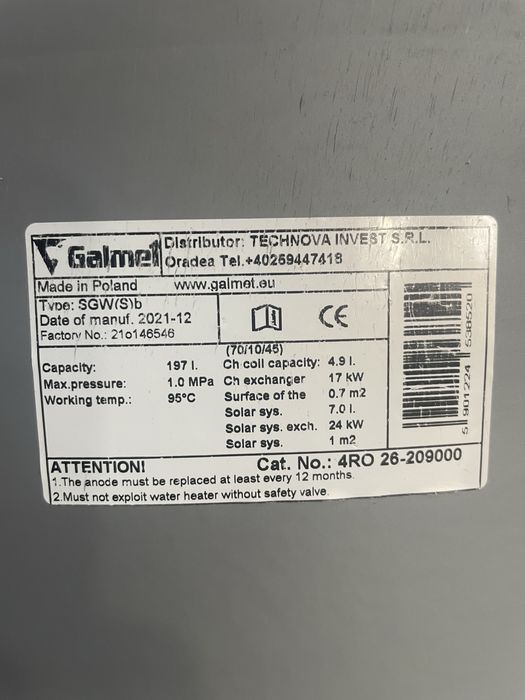 Galmet
Distributor: TECHNOVA INVEST S.R.L.
Oradea Tel.+40259447418
Made in Poland www.galmet.eu
Type: SGW(S)b
Date of manuf. 2021-12
Factory No.: 21o146546
CE
(70/10/45)
Capacity: 197 l. Ch coil capacity: 4.9 l.
Max.pressure: 1.0 MPa Ch exchanger 17 kW
Working temp.: 95°C Surface of the 0.7 m2
Solar sys. 7.0 l.
Solar sys. exch. 24 kW
Solar sys. 1 m2
5 901224 538520
ATTENTION! Cat. No.: 4RO 26-209000
1.The anode must be replaced at least every 12 months.
2.Must not exploit water heater without safety valve.